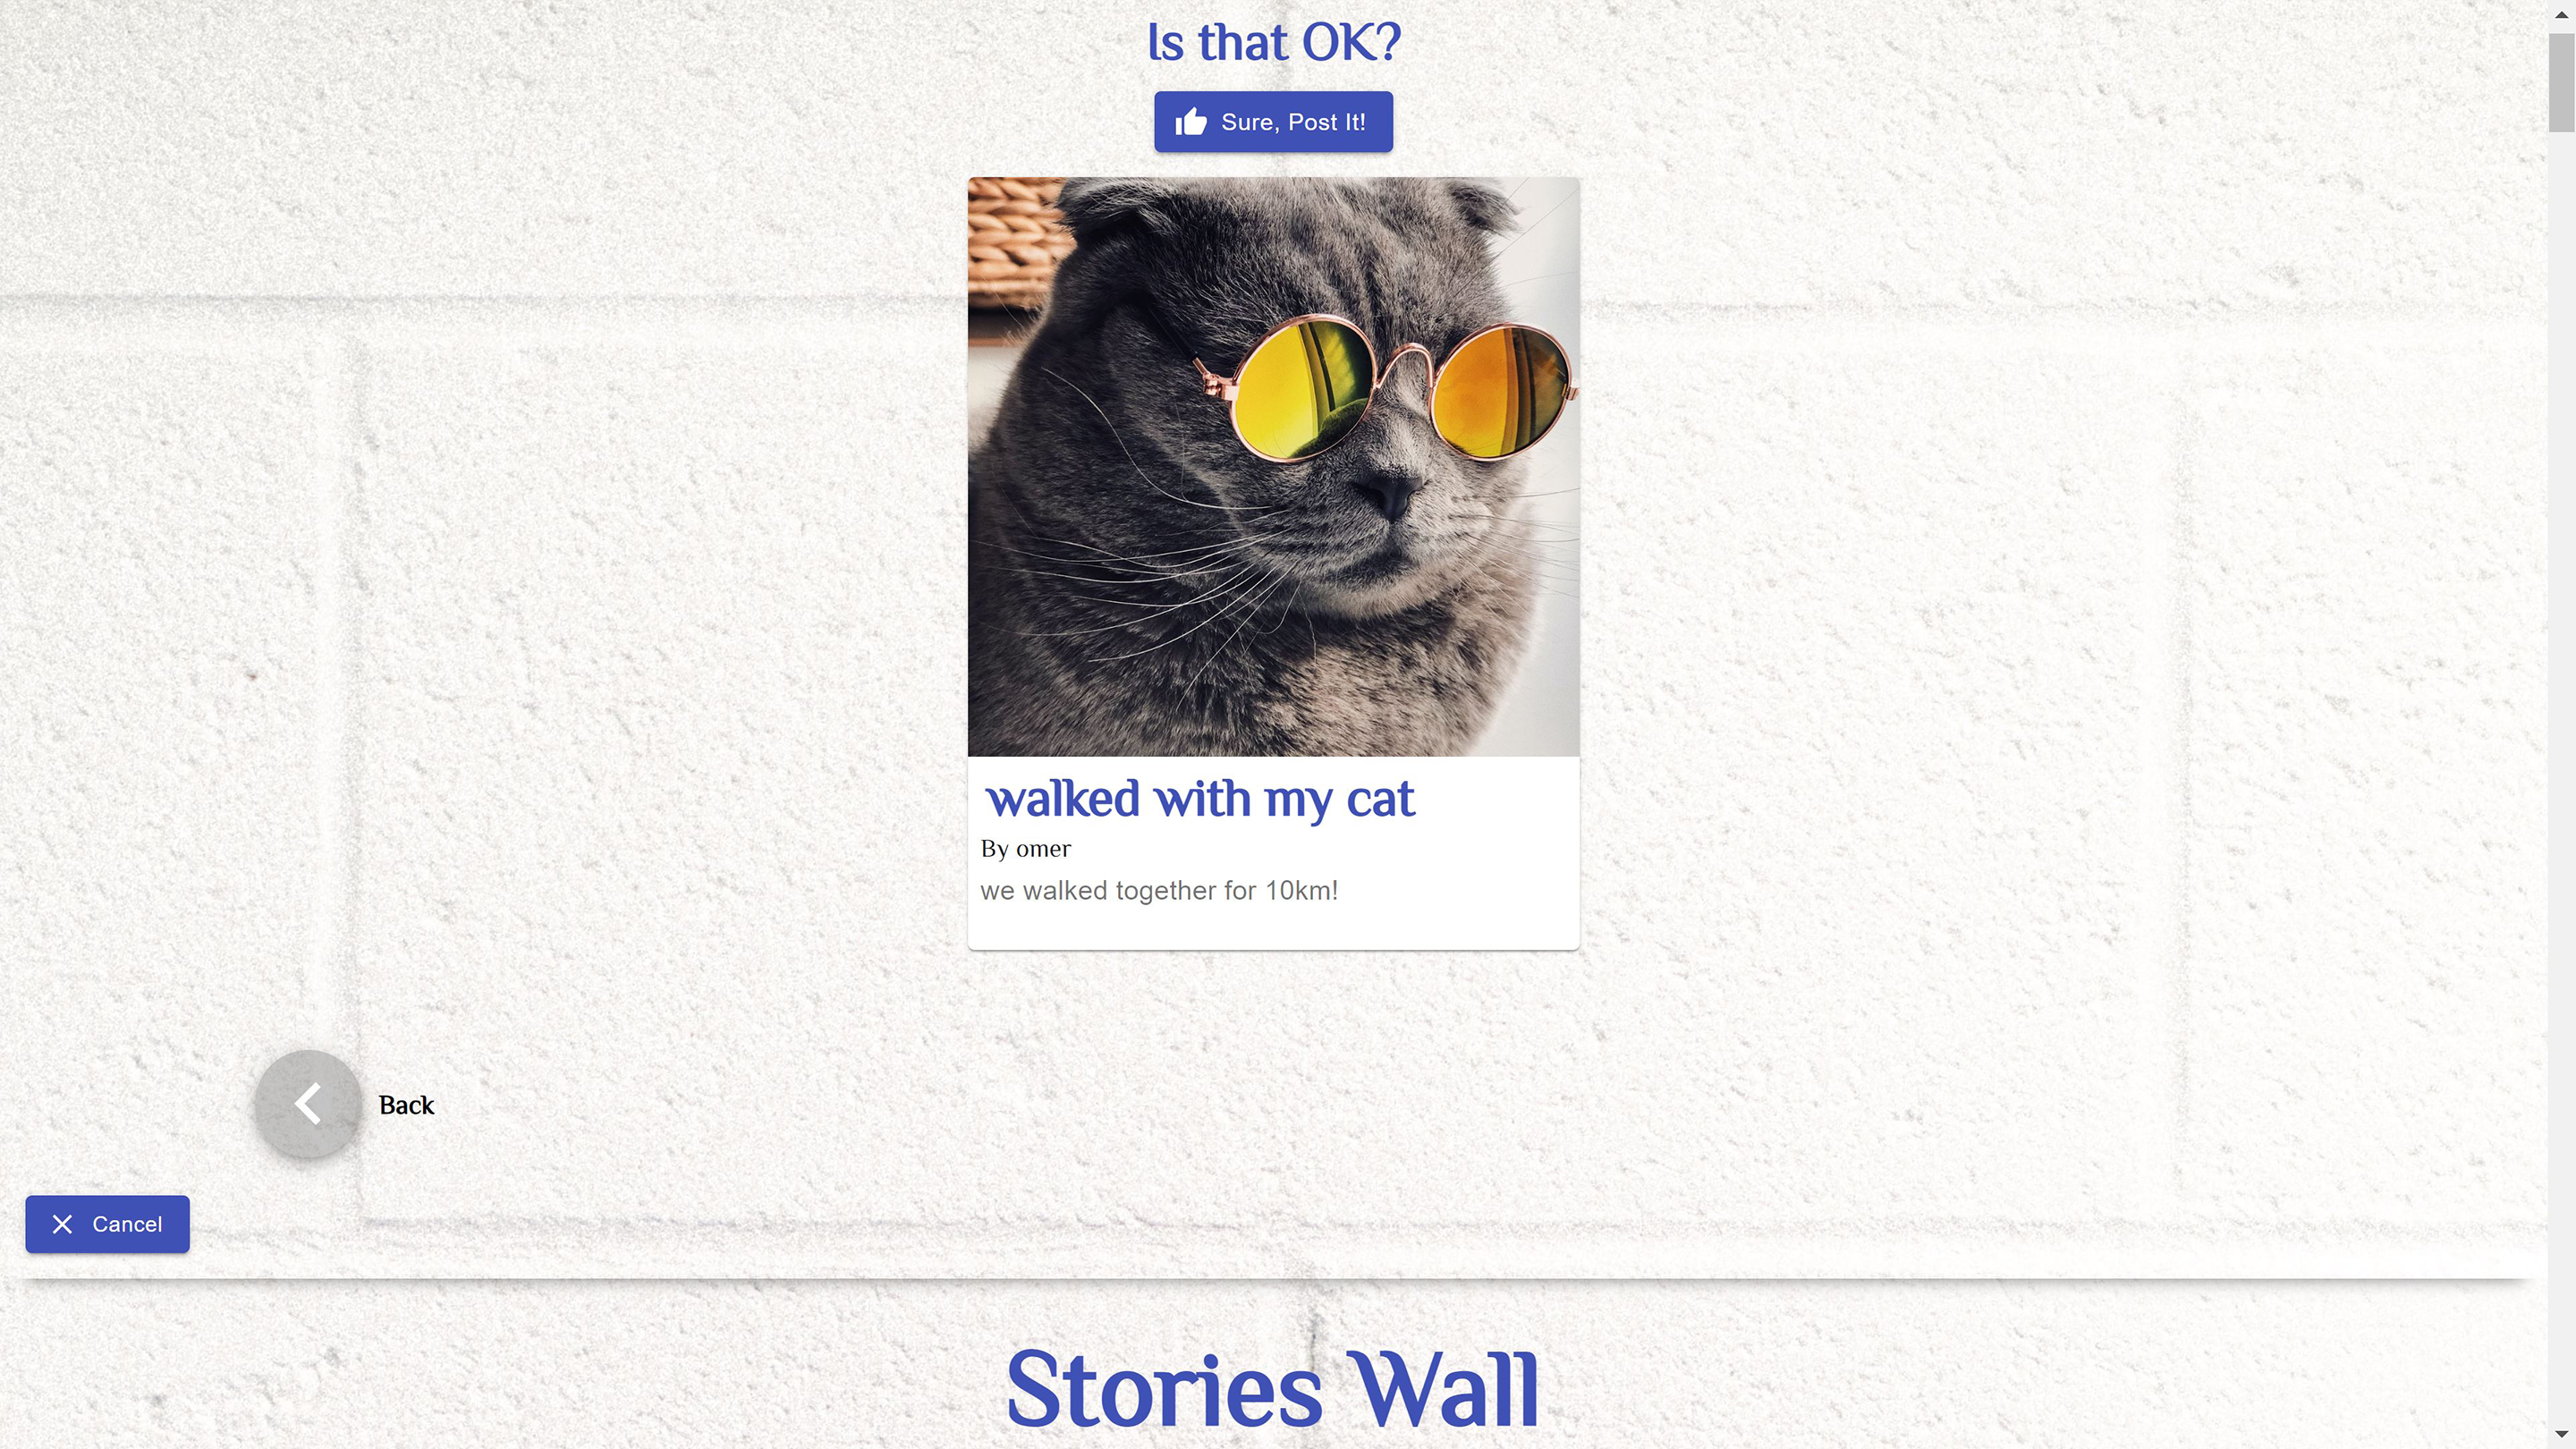 Is that OK?
Sure, Post It!
walked with my cat
By omer
we walked together for 10km!
Back
Cancel
Stories Wall